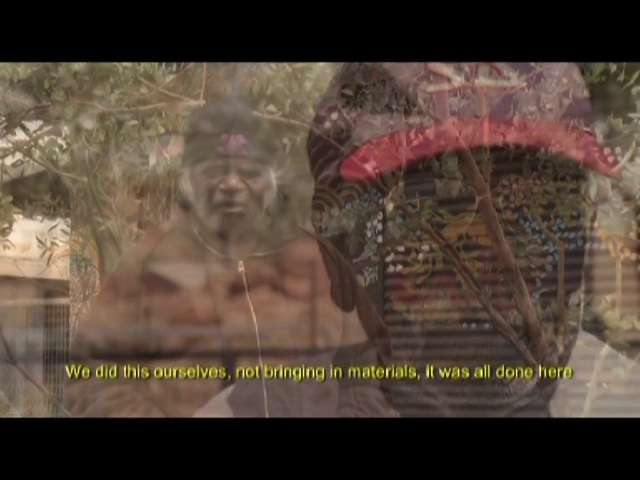 We did this ourselves, not bringing in materials, it was all done here